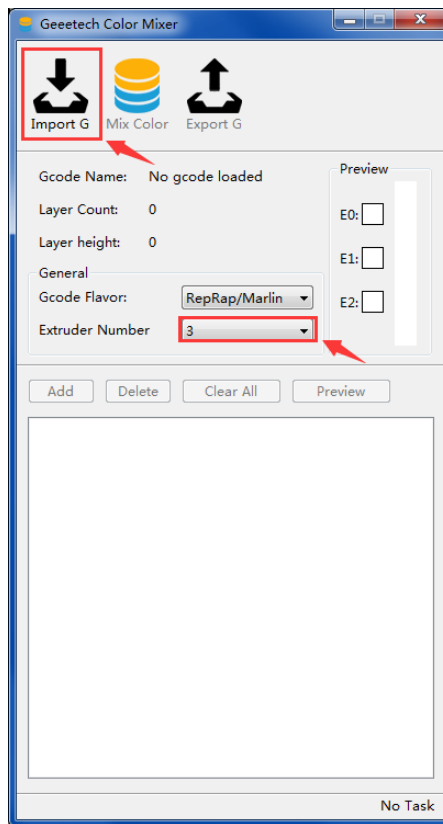 Geeetech Color Mixer
Import G Mix Color Export G
Gcode Name: No gcode loaded
Layer Count: 0
Layer height: 0
General
Gcode Flavor: RepRap/Marlin
Extruder Number 3
Preview
E0:
E1:
E2:
Add Delete Clear All Preview
No Task